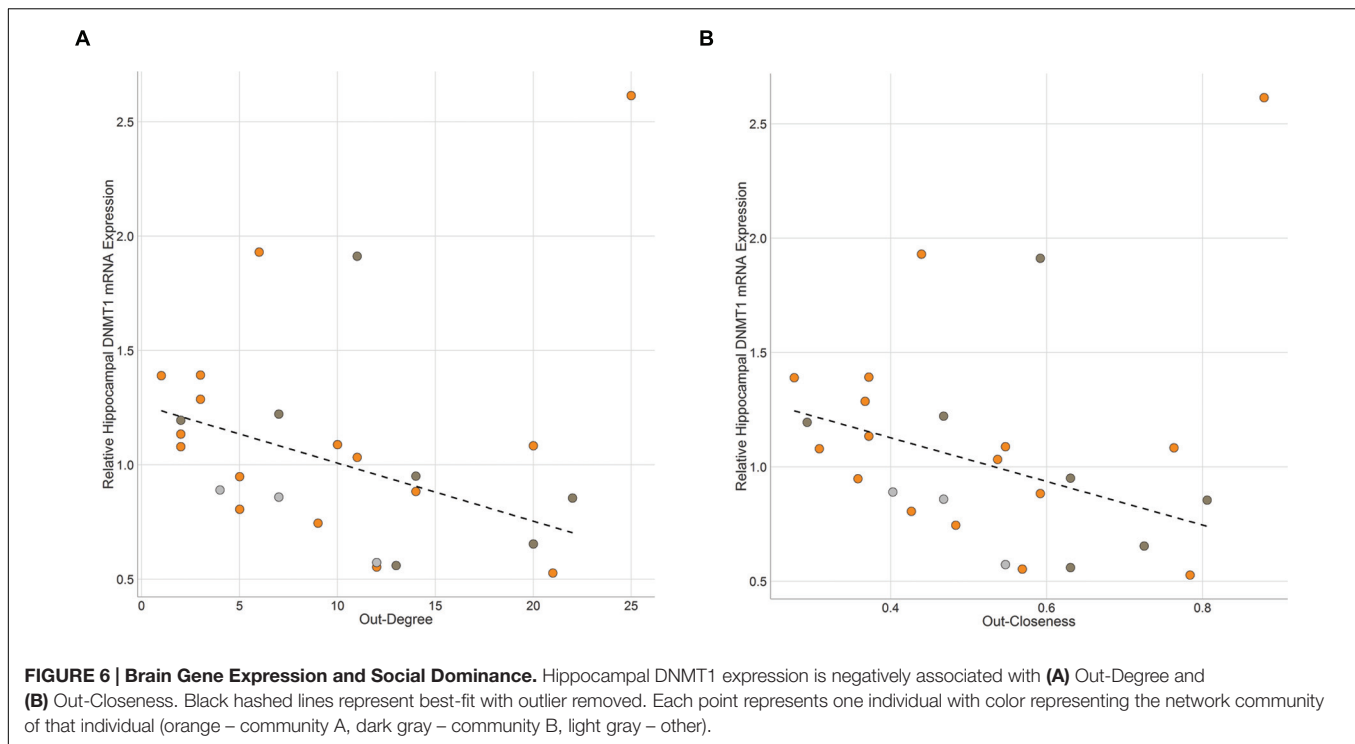 A
B
Relative Hippocampal DNMT1 mRNA Expression
2.5
2.0
1.5
1.0
0.5
0
5
10
15
20
25
Out-Degree
Relative Hippocampal DNMT1 mRNA Expression
2.5
2.0
1.5
1.0
0.5
0.4
0.6
0.8
Out-Closeness
FIGURE 6 | Brain Gene Expression and Social Dominance. Hippocampal DNMT1 expression is negatively associated with (A) Out-Degree and
(B) Out-Closeness. Black hashed lines represent best-fit with outlier removed. Each point represents one individual with color representing the network community
of that individual (orange – community A, dark gray – community B, light gray – other).